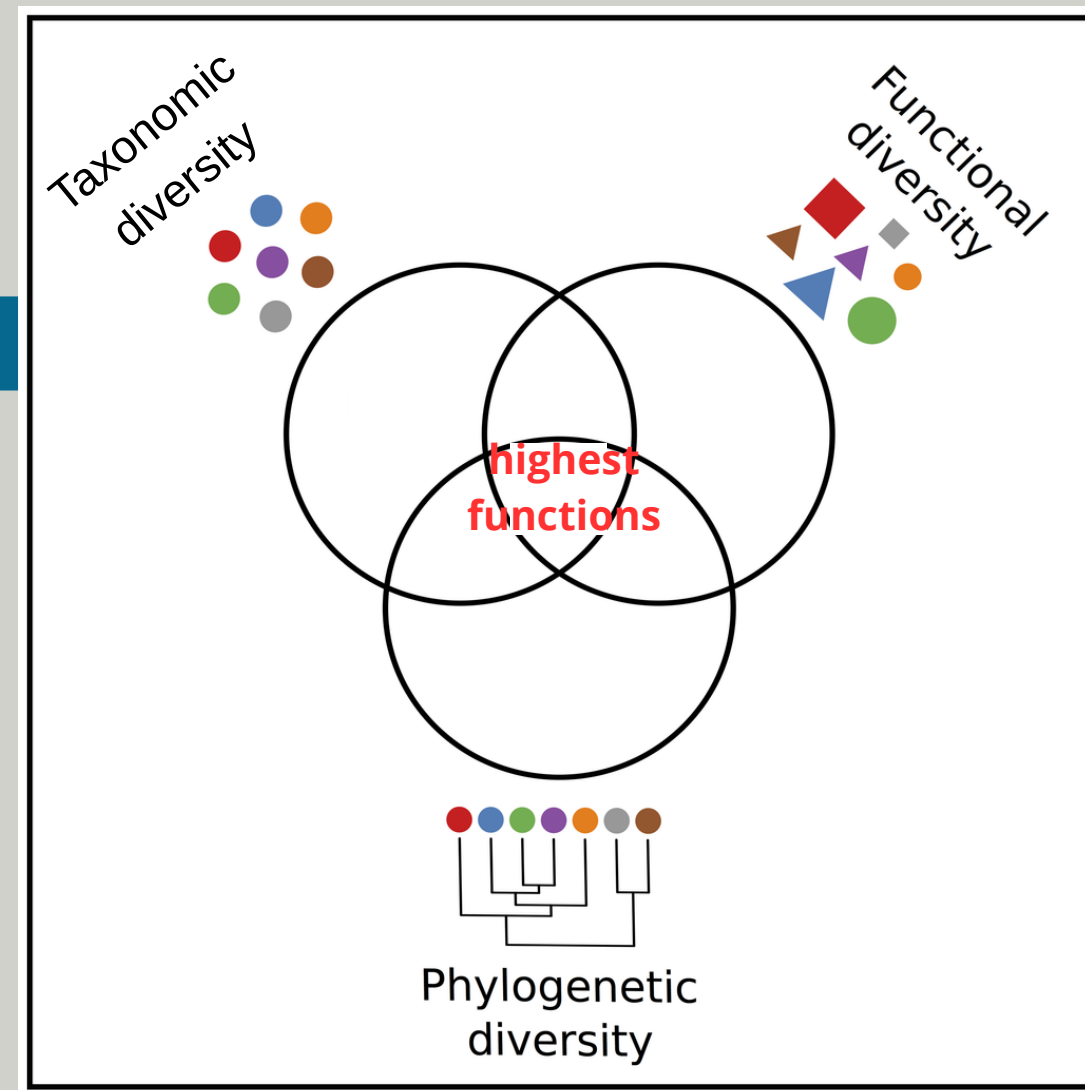 Taxonomic
diversity
Functional
diversity
highest
functions
Phylogenetic
diversity